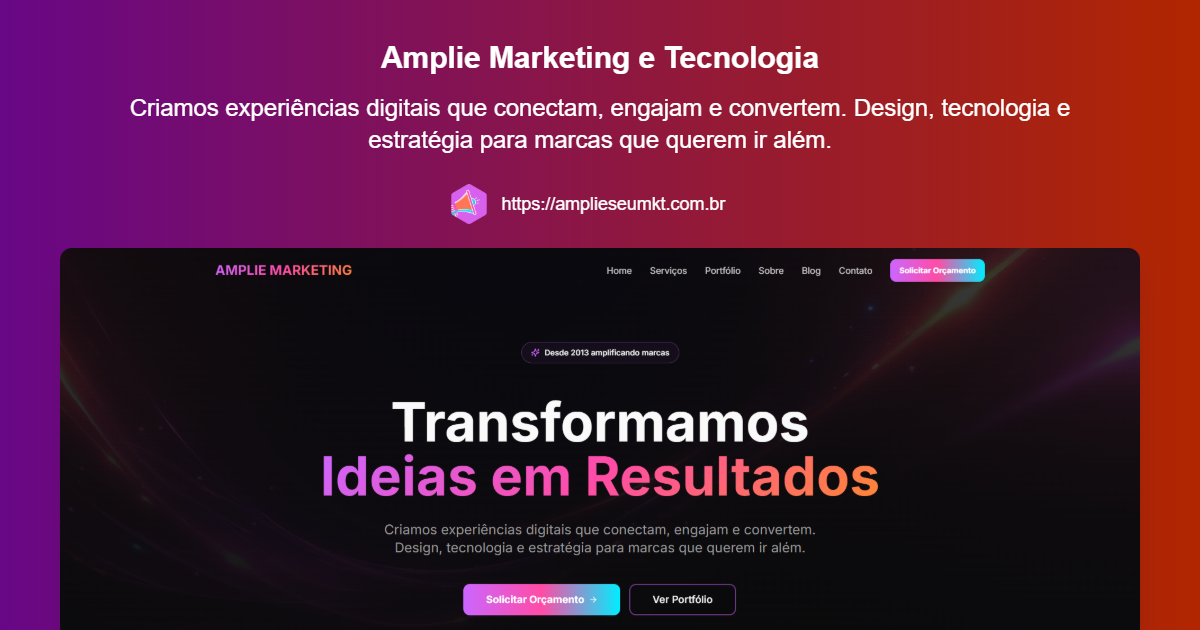 Amplie Marketing e Tecnologia
Criamos experiências digitais que conectam, engajam e convertem. Design, tecnologia e
estratégia para marcas que querem ir além.
https://amplieseumkt.com.br
AMPLIE MARKETING
Home Serviços Portfólio Sobre Blog Contato Solicitar Orçamento
Desde 2013 amplificando marcas
Transformamos
Ideias em Resultados
Criamos experiências digitais que conectam, engajam e convertem.
Design, tecnologia e estratégia para marcas que querem ir além.
Solicitar Orçamento → Ver Portfólio